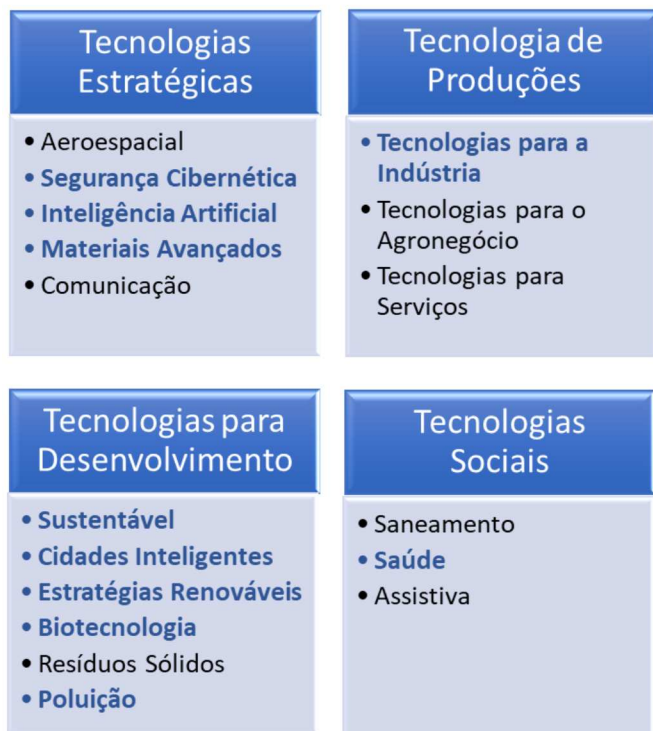 Tecnologias
Estratégicas
• Aeroespacial
• Segurança Cibernética
• Inteligência Artificial
• Materiais Avançados
• Comunicação
Tecnologia de
Produções
• Tecnologias para a
Indústria
• Tecnologias para o
Agronegócio
• Tecnologias para
Serviços
Tecnologias para
Desenvolvimento
• Sustentável
• Cidades Inteligentes
• Estratégias Renováveis
• Biotecnologia
• Resíduos Sólidos
• Poluição
Tecnologias
Sociais
• Saneamento
• Saúde
• Assistiva